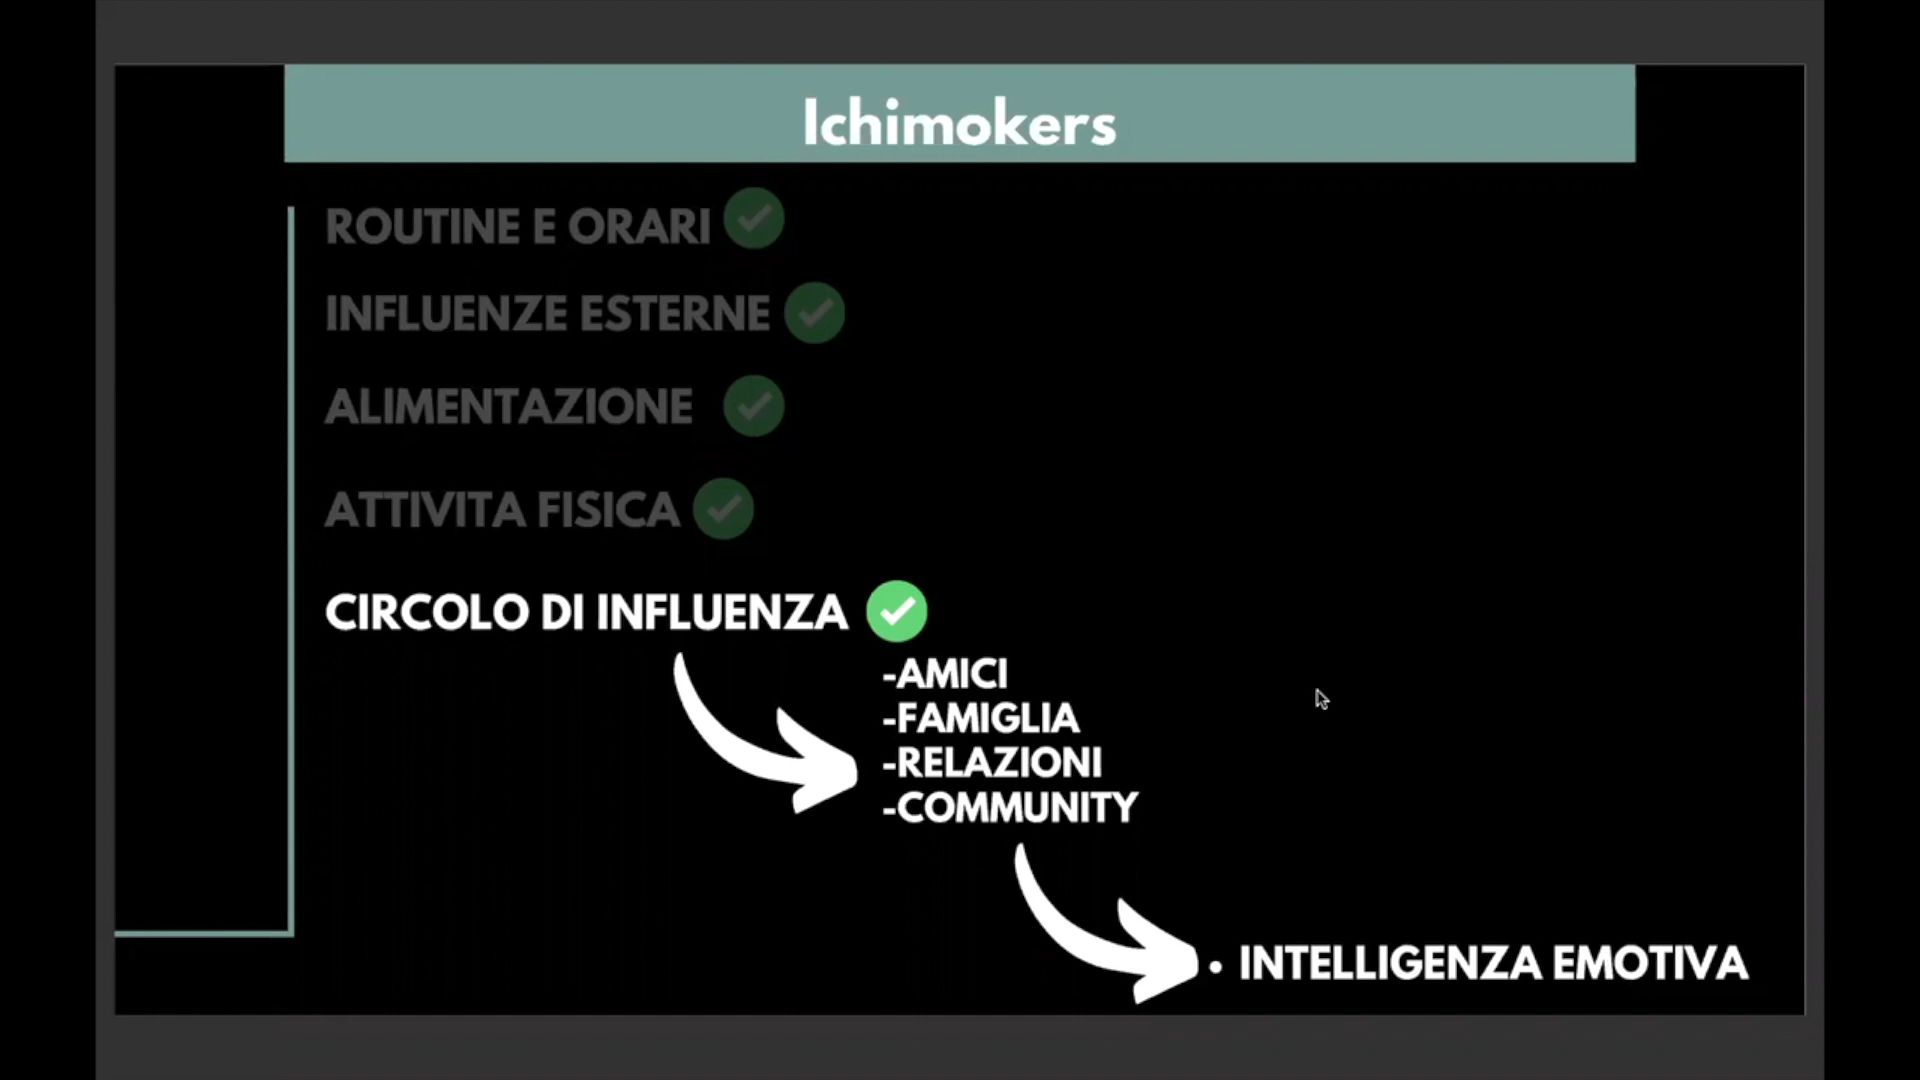 Ichimokers
ROUTINE E ORARI
INFLUENZE ESTERNE
ALIMENTAZIONE
ATTIVITA FISICA
CIRCOLO DI INFLUENZA
-AMICI
-FAMIGLIA
-RELAZIONI
-COMMUNITY
• INTELLIGENZA EMOTIVA